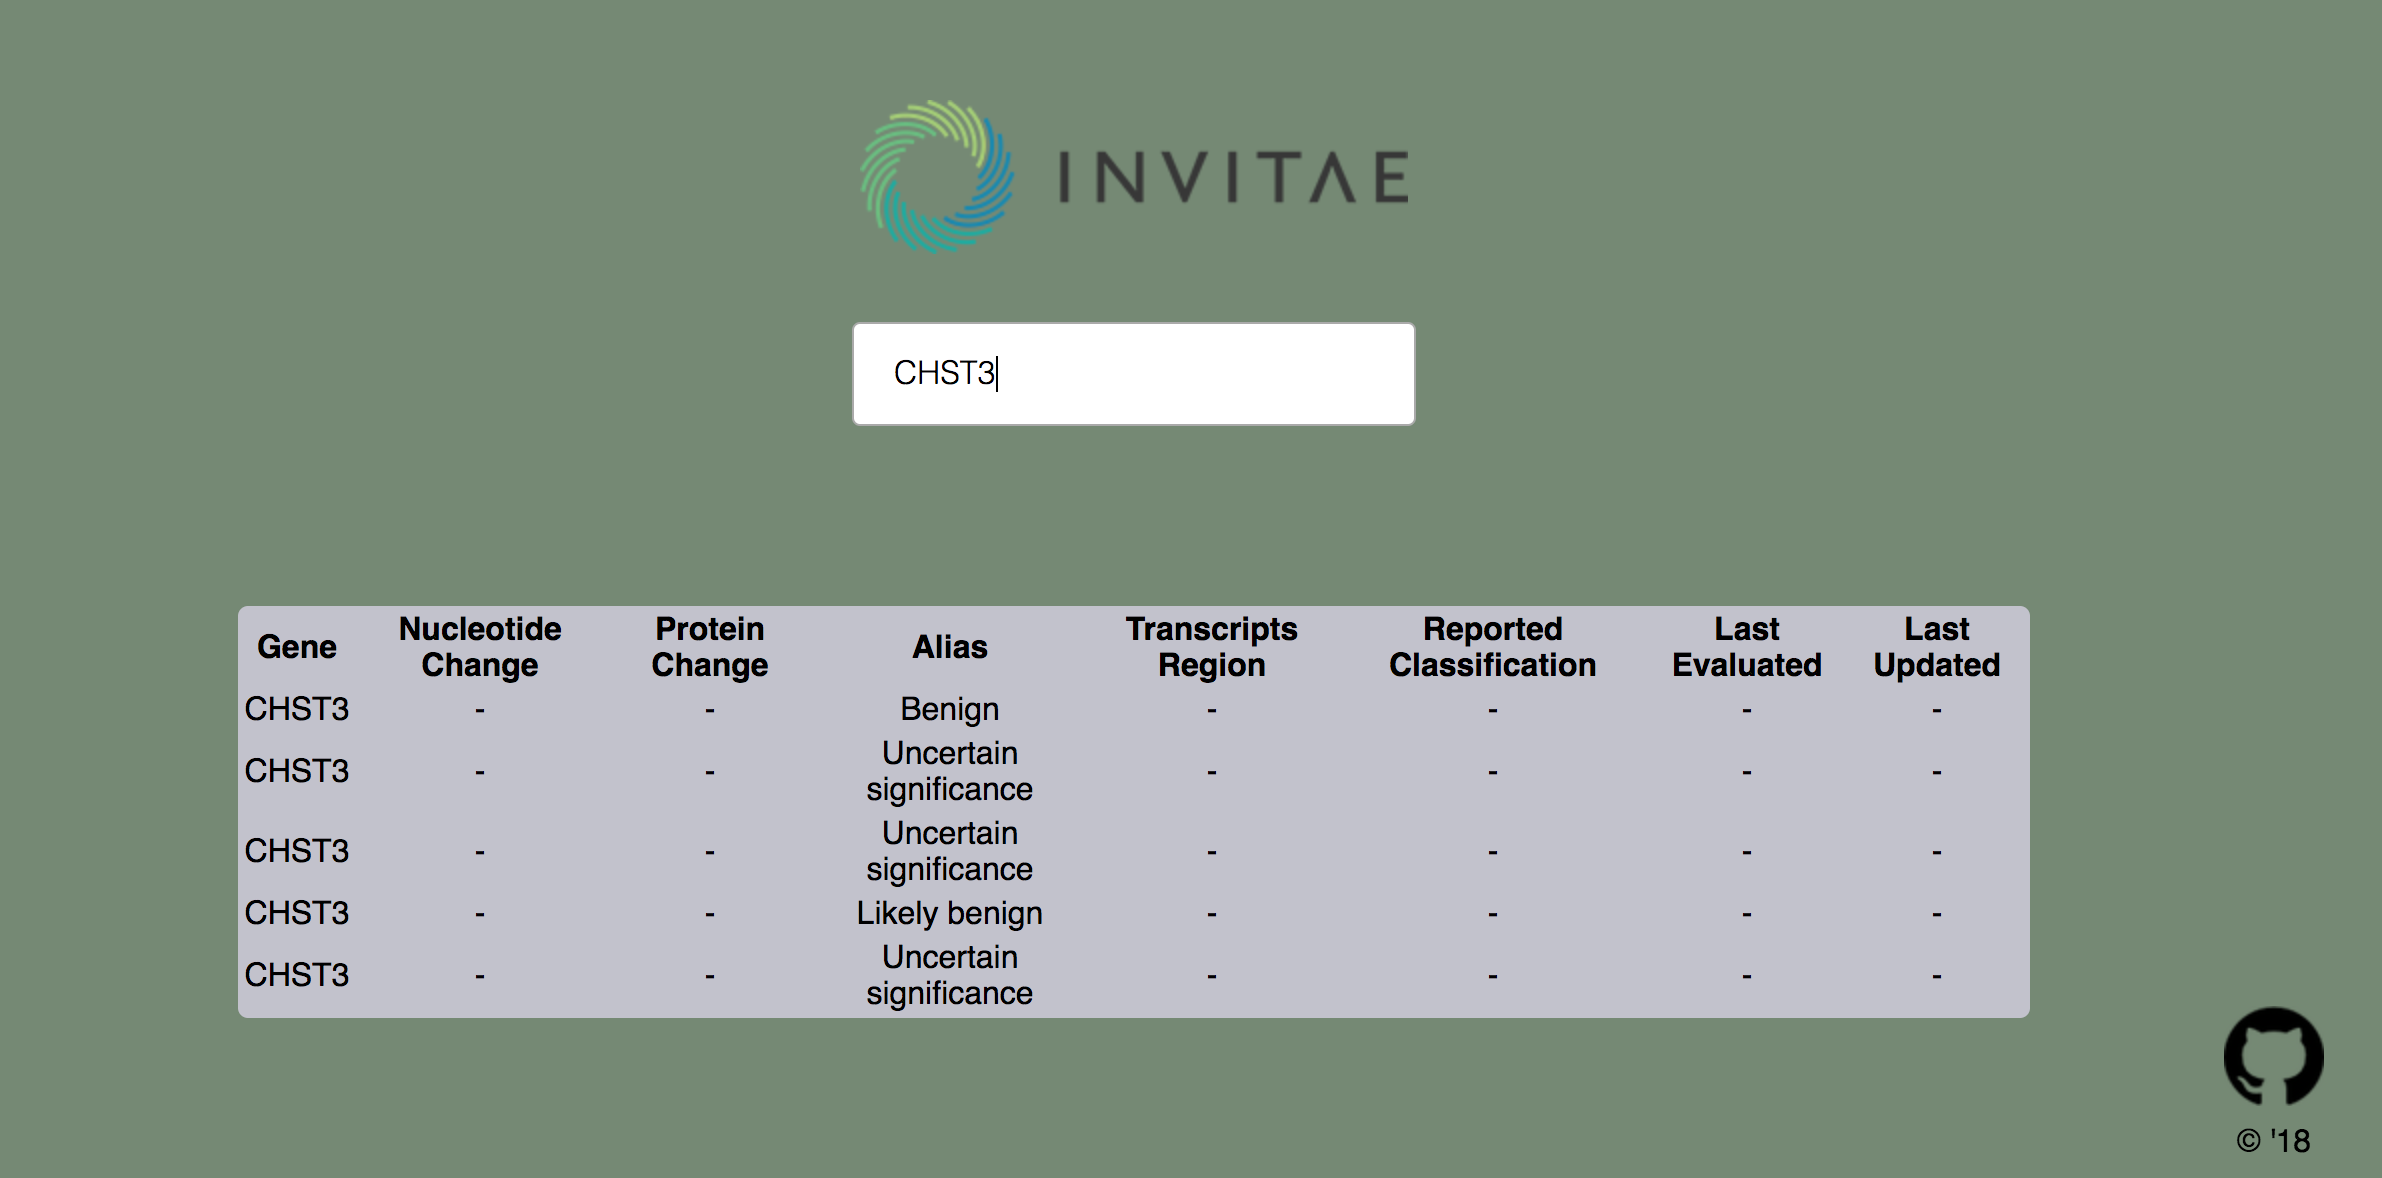 INVITAE
CHST3
Gene Nucleotide Change Protein Change Alias Transcripts Region Reported Classification Last Evaluated Last Updated
CHST3 - - Benign - - - -
CHST3 - - Uncertain significance - - - -
CHST3 - - Uncertain significance - - - -
CHST3 - - Likely benign - - - -
CHST3 - - Uncertain significance - - - -
© '18